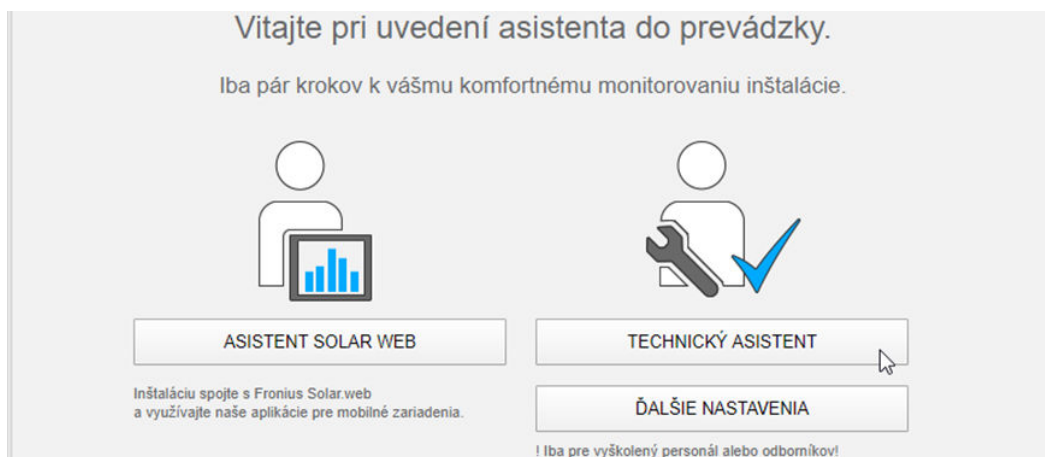 Vitajte pri uvedení asistenta do prevádzky.
Iba pár krokov k vášmu komfortnému monitorovaniu inštalácie.
ASISTENT SOLAR WEB
Inštaláciu spojte s Fronius Solar.web
a využívajte naše aplikácie pre mobilné zariadenia.
TECHNICKÝ ASISTENT
ĎALŠIE NASTAVENIA
! Iba pre vyškolený personál alebo odborníkov!